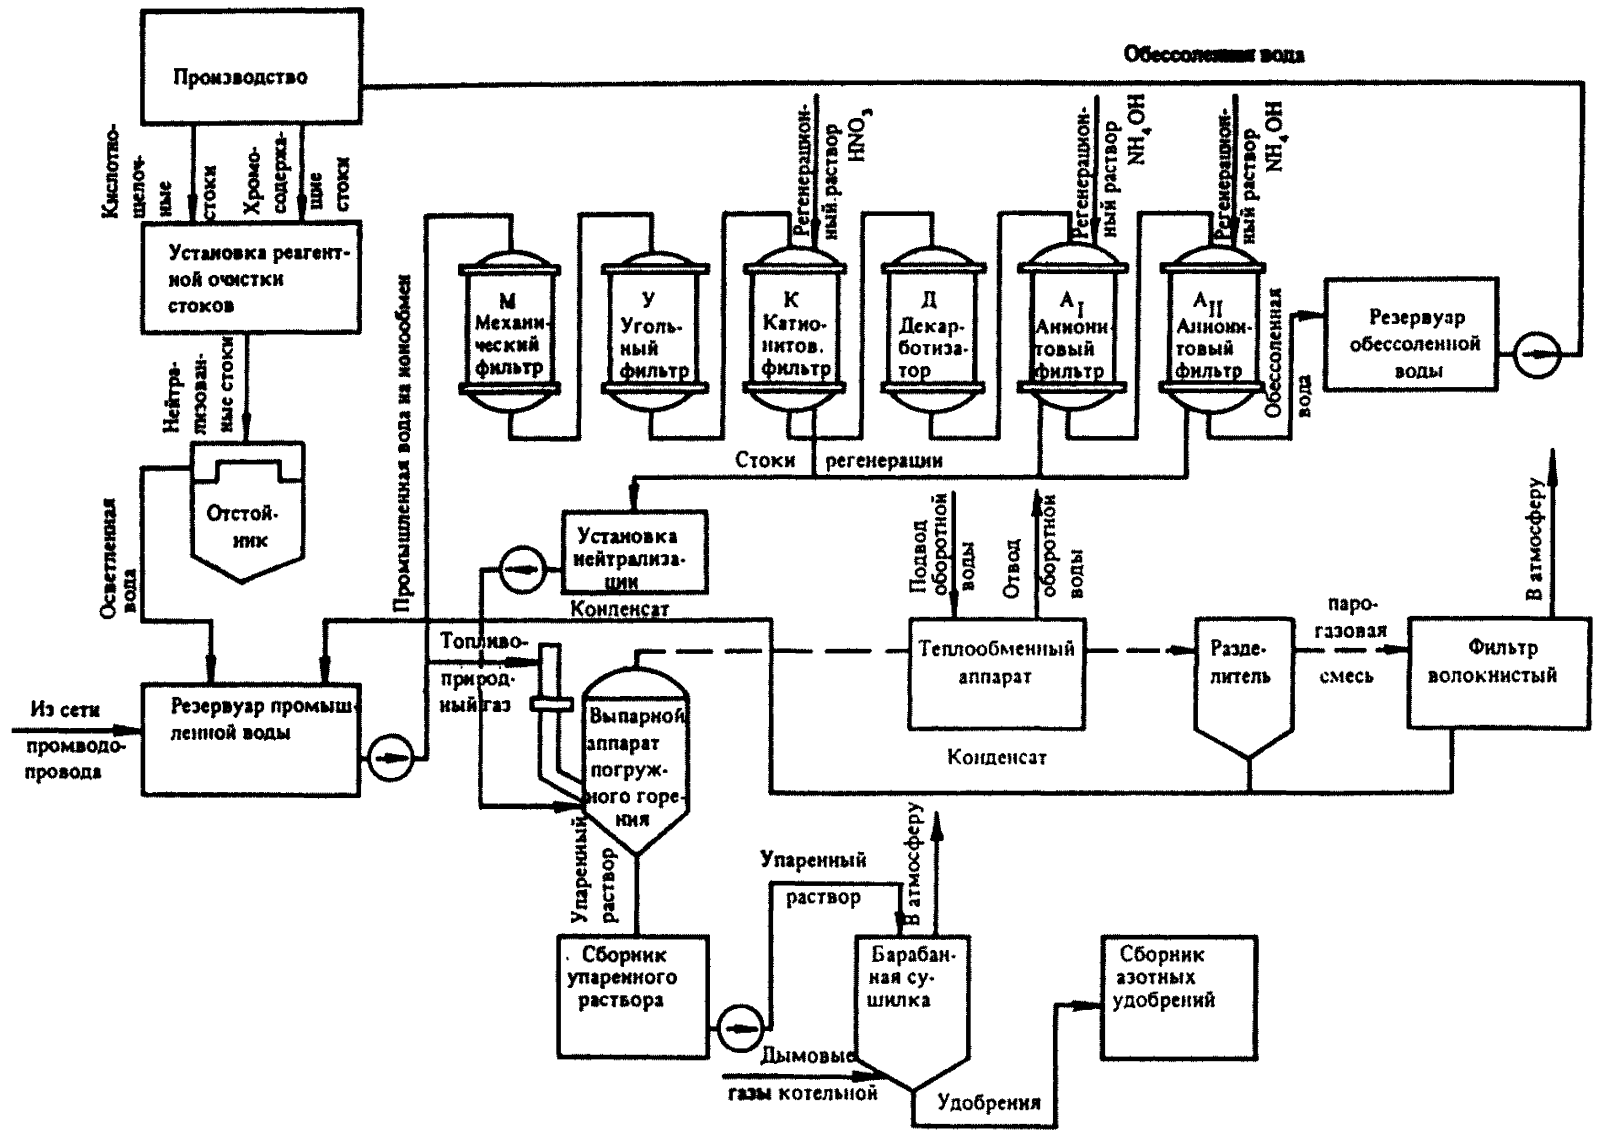 Обессоленная вода
Производство
Кислотно-
щелоч-
ные
стоки
Хромо-
содержа-
щие
стоки
Установка реагент-
ной очистки
стоков
Нейтра-
лизован-
ные стоки
Отстой-
ник
Осветленная
вода
Из сети
промводо-
провода
Резервуар промыш-
ленной воды
Промышленная вода на ионообмен
М
Механи-
ческий
фильтр
У
Уголь-
ный
фильтр
Регенерацион-
ный раствор
HNO3
К
Катио-
нитов.
фильтр
Д
Декар-
ботиза-
тор
Регенерацион-
ный раствор
NH4OH
АI
Аниони-
товый
фильтр
Регенерацион-
ный раствор
NH4OH
АII
Аниони-
товый
фильтр
Обессоленная
вода
Резервуар
обессоленной
воды
Стоки регенерации
Установка
нейтрализа-
ции
Конденсат
Топливо-
природ-
ный газ
Выпарной
аппарат
погруж-
ного горе-
ния
Подвод
оборотной
воды
Отвод
оборотной
воды
Теплообменный
аппарат
Разде-
литель
паро-
газовая
смесь
Фильтр
волокнистый
В атмосферу
Конденсат
Упаренный
раствор
Сборник
упаренного
раствора
Упаренный
раствор
В атмосферу
Барабан-
ная су-
шилка
Дымовые
газы котельной
Удобрения
Сборник
азотных
удобрений